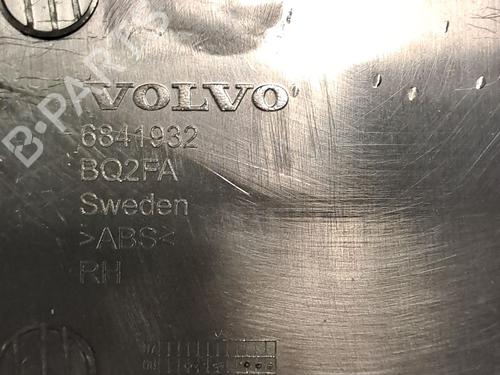 B-PARTS
VOLVO
6841932
BQ2FA
Sweden
>ABS<
RH